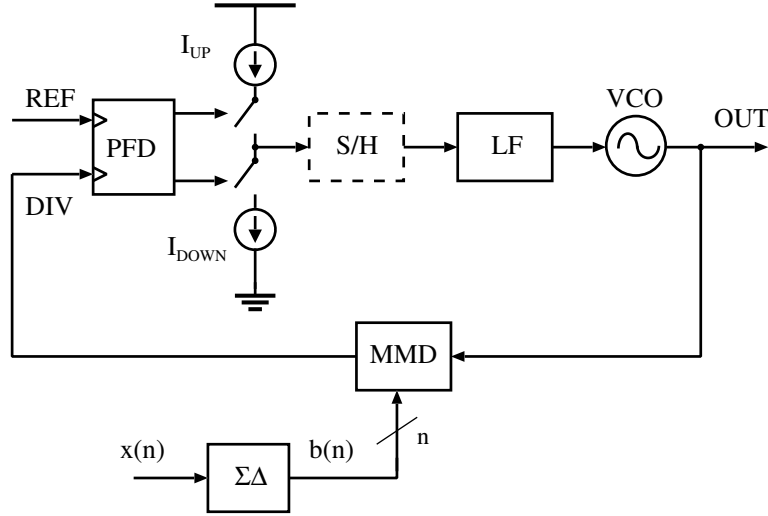 I_UP
REF
PFD
DIV
I_DOWN
S/H
LF
VCO
OUT
MMD
n
x(n)
ΣΔ
b(n)